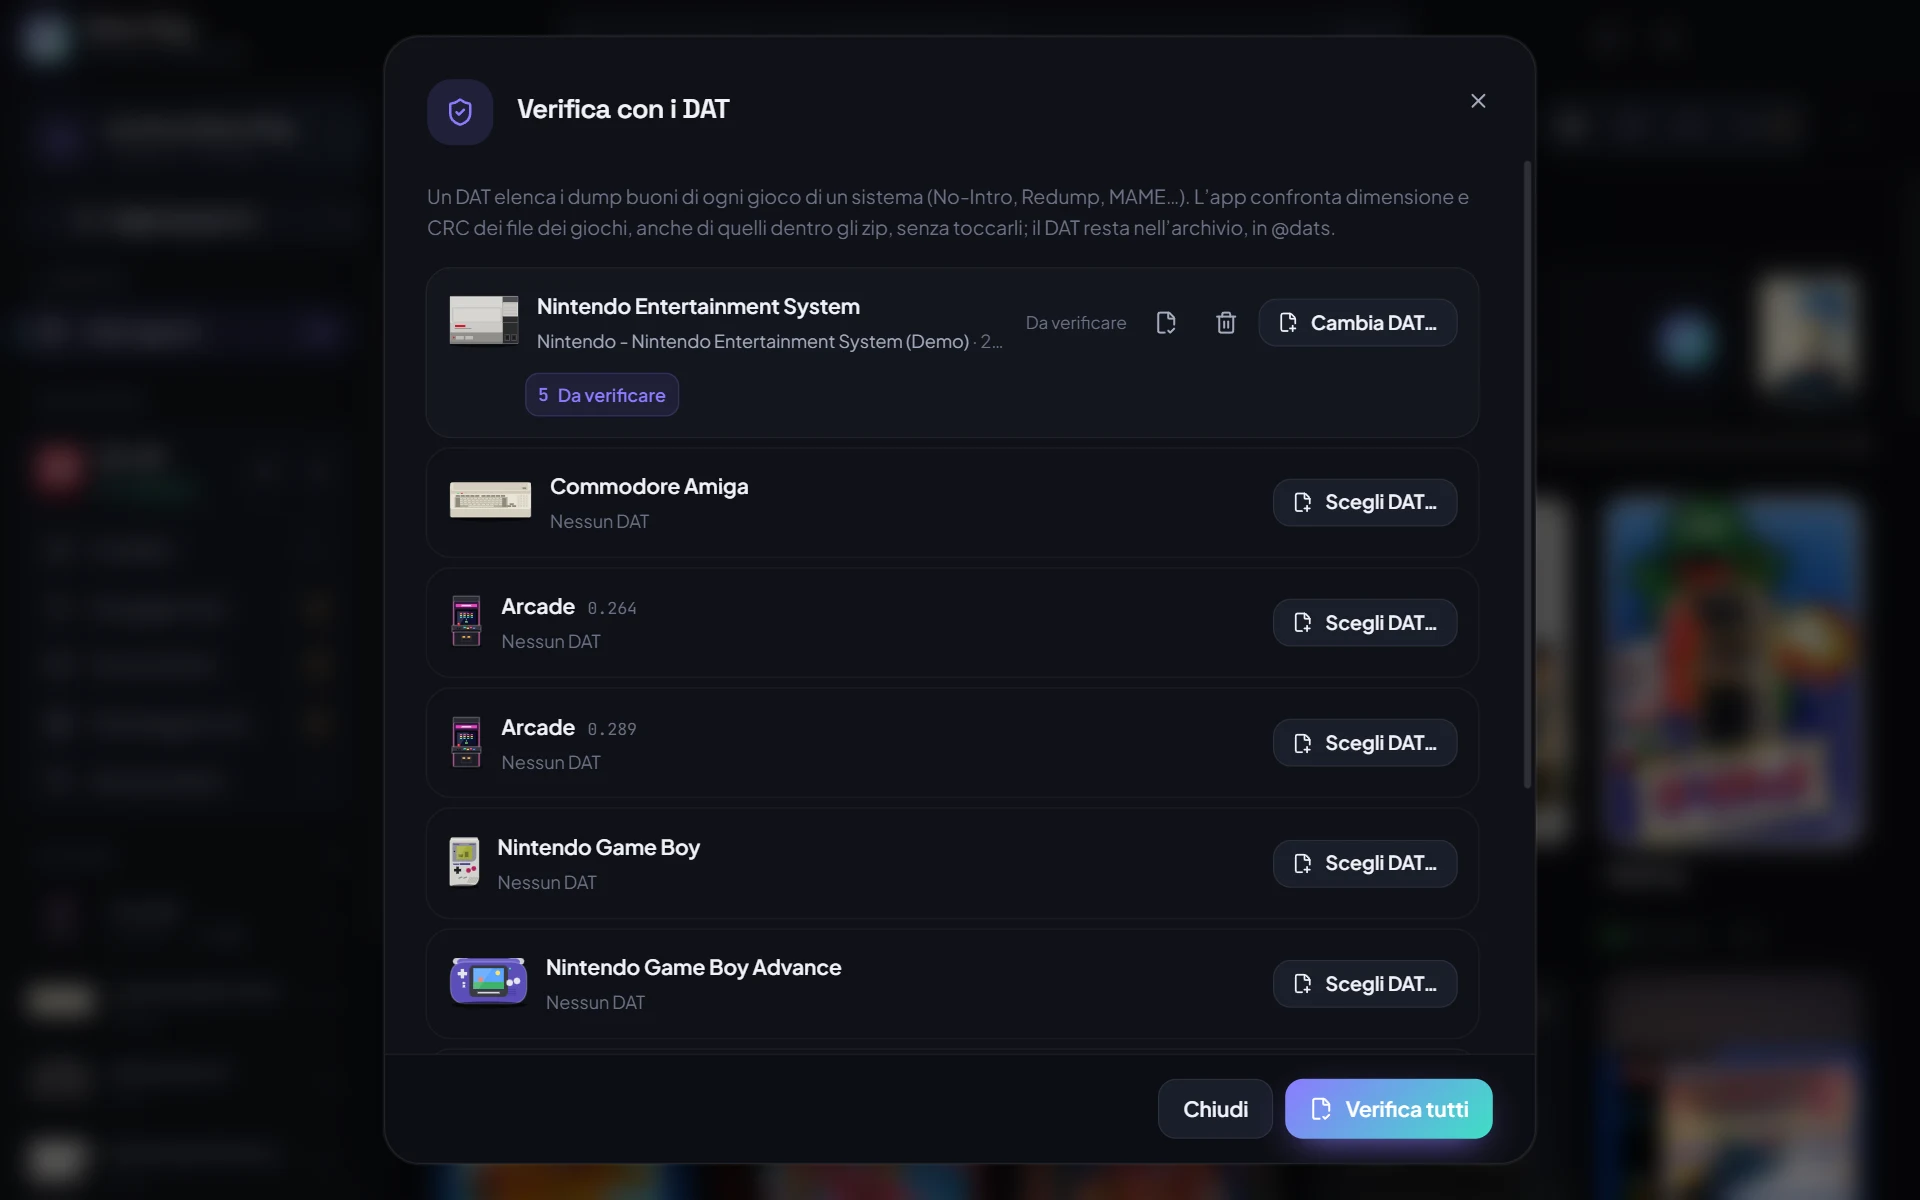 Verifica con i DAT
Un DAT elenca i dump buoni di ogni gioco di un sistema (No-Intro, Redump, MAME…). L’app confronta dimensione e
CRC dei file dei giochi, anche di quelli dentro gli zip, senza toccarli; il DAT resta nell’archivio, in @dats.
Nintendo Entertainment System
Nintendo - Nintendo Entertainment System (Demo) · 2…
Da verificare
Cambia DAT…
5 Da verificare
Commodore Amiga
Nessun DAT
Scegli DAT…
Arcade 0.264
Nessun DAT
Scegli DAT…
Arcade 0.289
Nessun DAT
Scegli DAT…
Nintendo Game Boy
Nessun DAT
Scegli DAT…
Nintendo Game Boy Advance
Nessun DAT
Scegli DAT…
Chiudi
Verifica tutti